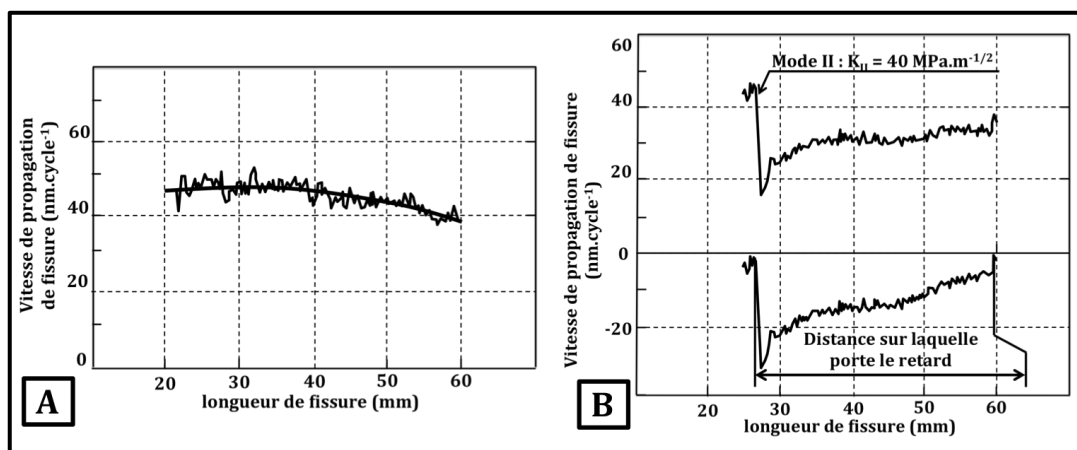 Vitesse de propagation
de fissure (nm.cycle⁻¹)
60
40
20
0
20
30
40
50
60
longueur de fissure (mm)
A
Vitesse de propagation de fissure
(nm.cycle⁻¹)
60
40
20
0
-20
Mode II : K_II = 40 MPa.m⁻¹/²
Distance sur laquelle
porte le retard
20
30
40
50
60
longueur de fissure (mm)
B